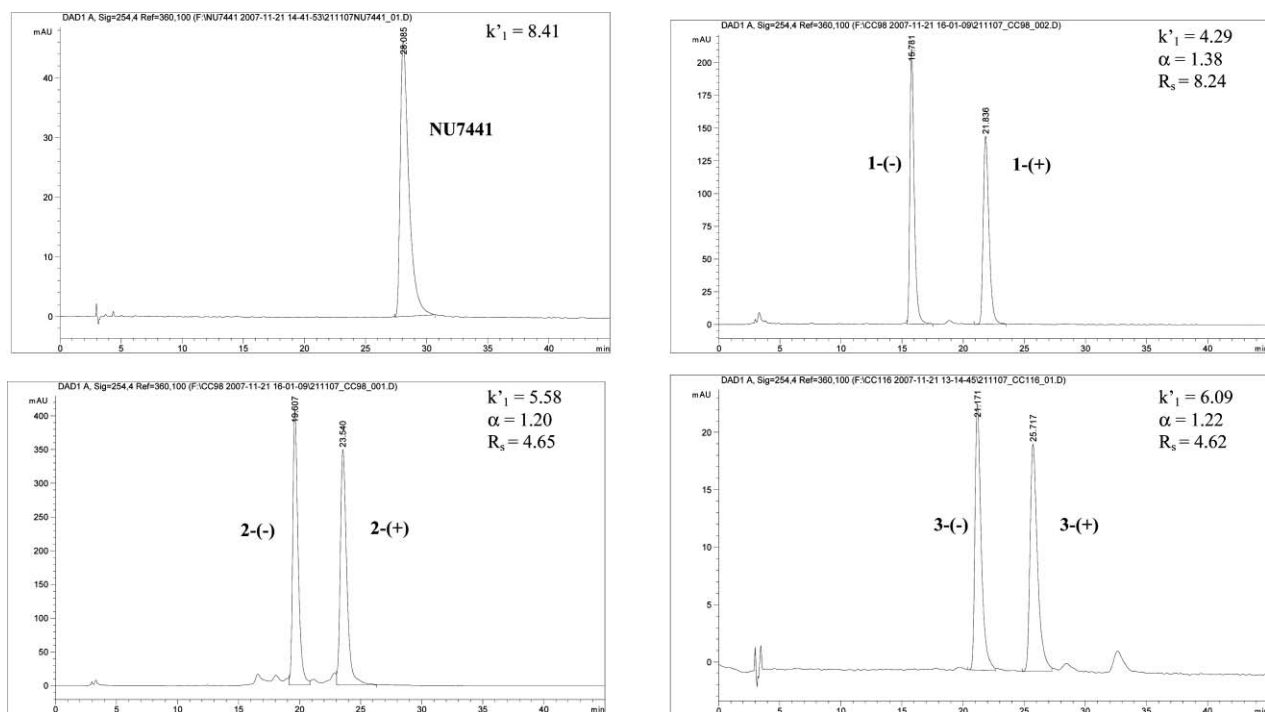 DAD1 A, Sig=254,4 Ref=360,100 (F:\NU7441 2007-11-21 14-41-53\211107NU7441_01.D)
mAU
k'1 = 8.41
28.085
NU7441
40
30
20
10
0
0 5 10 15 20 25 30 35 40 min
DAD1 A, Sig=254,4 Ref=360,100 (F:\CC98 2007-11-21 16-01-09\211107_CC98_002.D)
mAU
k'1 = 4.29
α = 1.38
Rs = 8.24
15.781
21.836
1-(-)
1-(+)
200
175
150
125
100
75
50
25
0
0 5 10 15 20 25 30 35 40 min
DAD1 A, Sig=254,4 Ref=360,100 (F:\CC98 2007-11-21 16-01-09\211107_CC98_001.D)
mAU
k'1 = 5.58
α = 1.20
Rs = 4.65
19.607
23.540
2-(-)
2-(+)
400
350
300
250
200
150
100
50
0
0 5 10 15 20 25 30 35 40 min
DAD1 A, Sig=254,4 Ref=360,100 (F:\CC116 2007-11-21 13-14-45\211107_CC116_01.D)
mAU
k'1 = 6.09
α = 1.22
Rs = 4.62
21.171
25.717
3-(-)
3-(+)
20
15
10
5
0
0 5 10 15 20 25 30 35 40 min